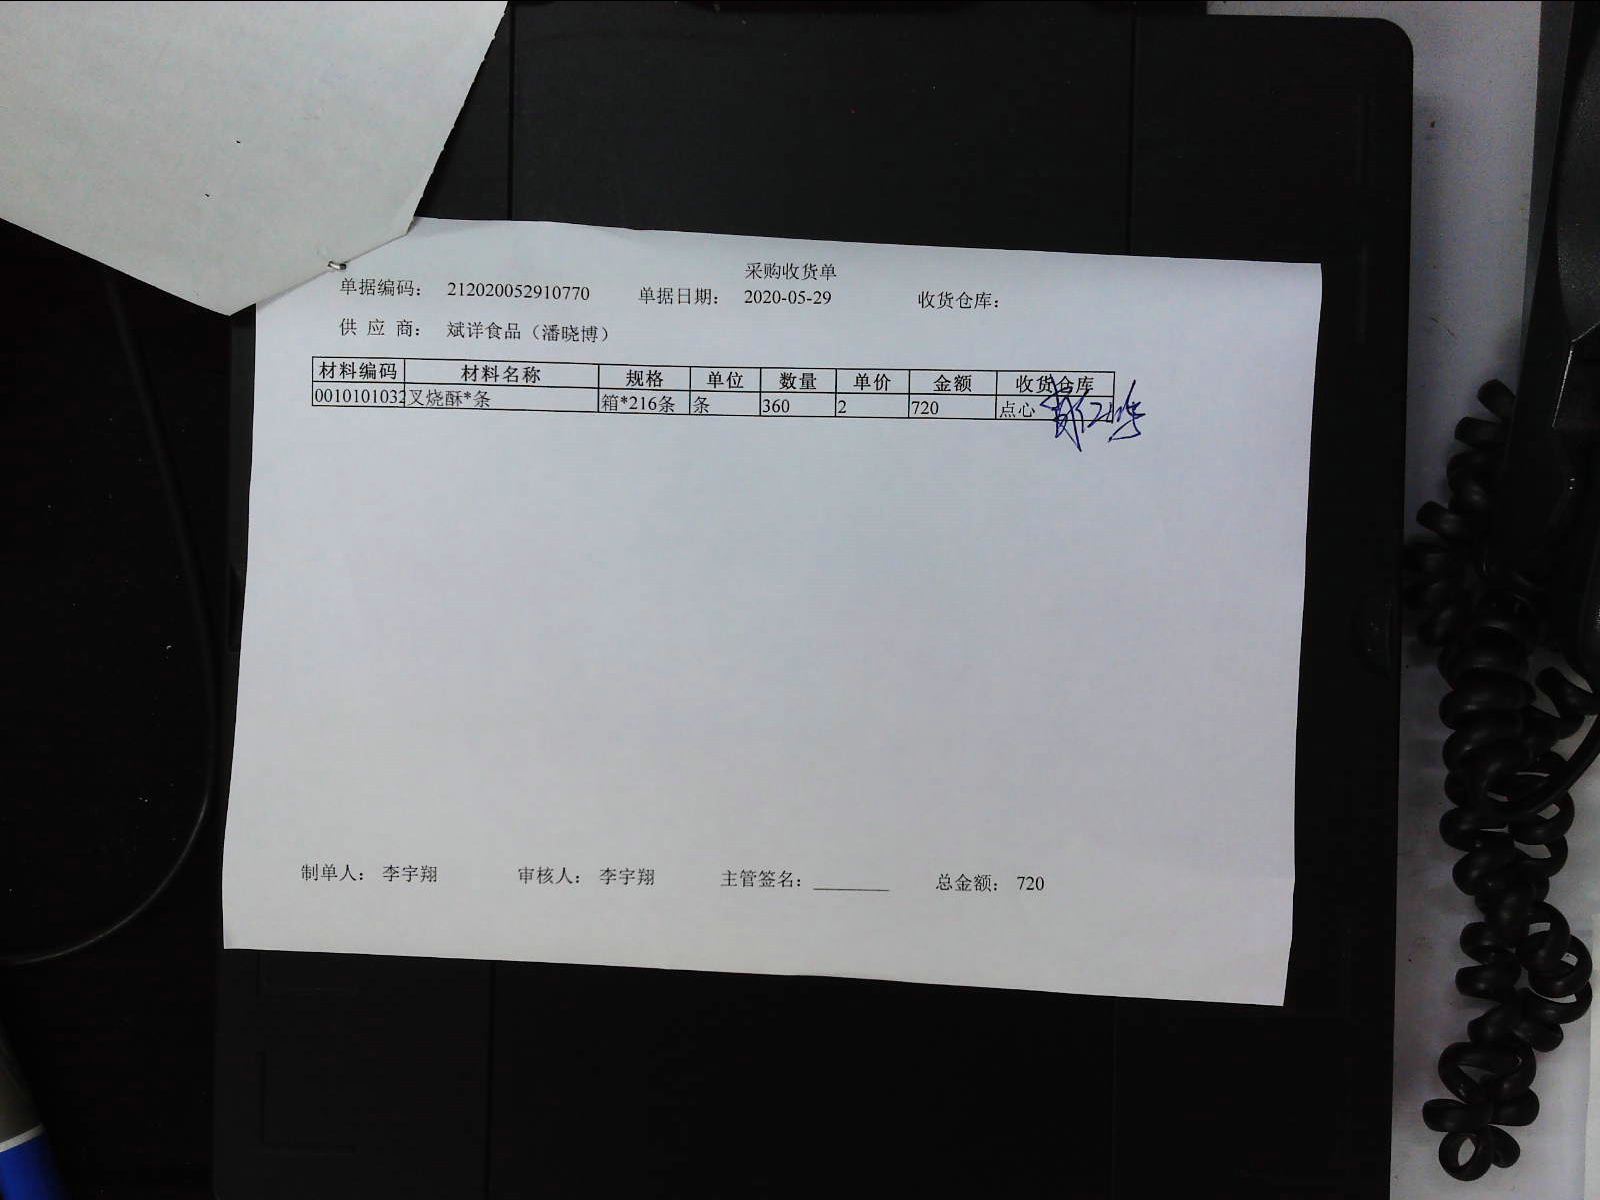 采购收货单
单据编码： 212020052910770 单据日期： 2020-05-29 收货仓库：
供 应 商： 斌详食品（潘晓博）
材料编码 材料名称 规格 单位 数量 单价 金额 收货仓库
0010101032 叉烧酥*条 箱*216条 条 360 2 720 点心
制单人： 李宇翔 审核人： 李宇翔 主管签名：________ 总金额： 720